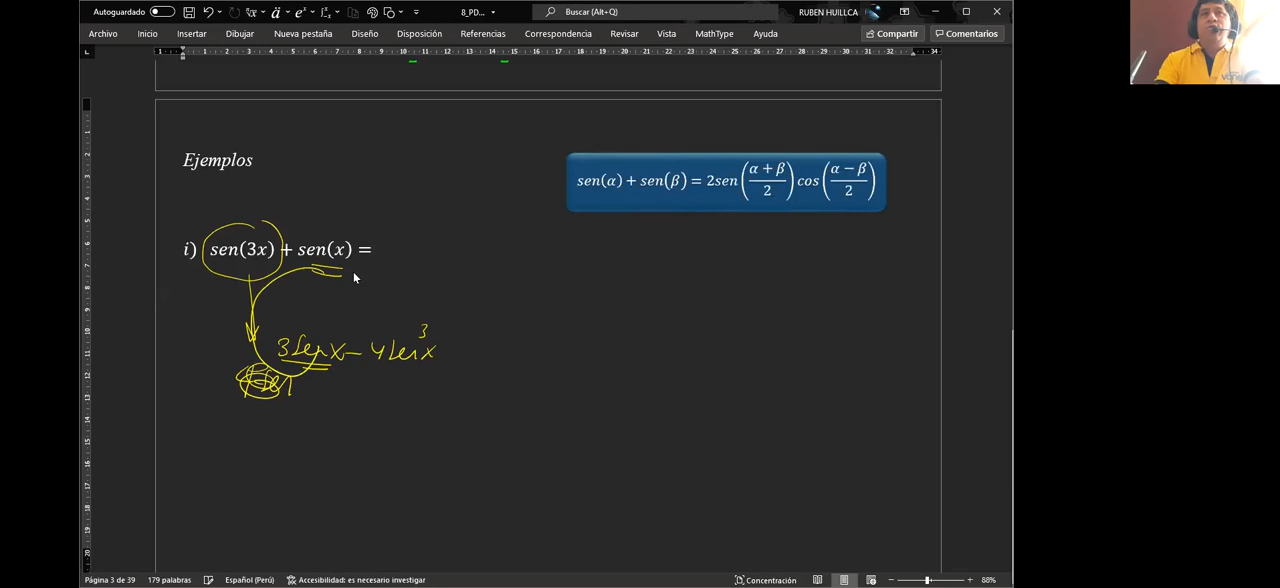 Autoguardado
8_PD...
Buscar (Alt+Q)
RUBEN HUILLCA
Archivo Inicio Insertar Dibujar Nueva pestaña Diseño Disposición Referencias Correspondencia Revisar Vista MathType Ayuda
Compartir Comentarios
Ejemplos
sen(α) + sen(β) = 2sen((α + β)/2) cos((α − β)/2)
i) sen(3x) + sen(x) =
3Senx − 4Sen³x
Página 3 de 39 179 palabras Español (Perú) Accesibilidad: es necesario investigar
Concentración 88%